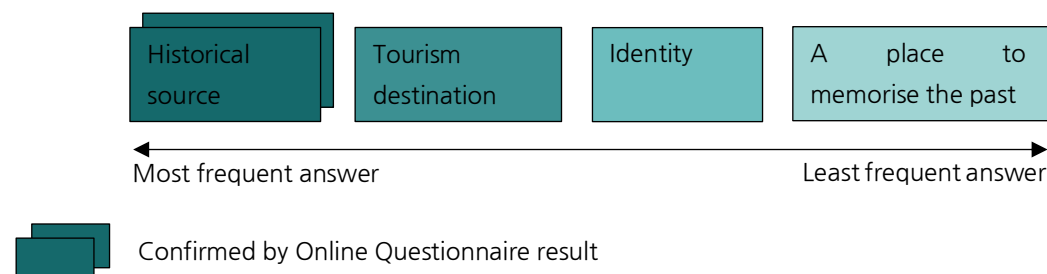 Historical
source
Tourism
destination
Identity
A place to
memorise the past
Most frequent answer
Least frequent answer
Confirmed by Online Questionnaire result